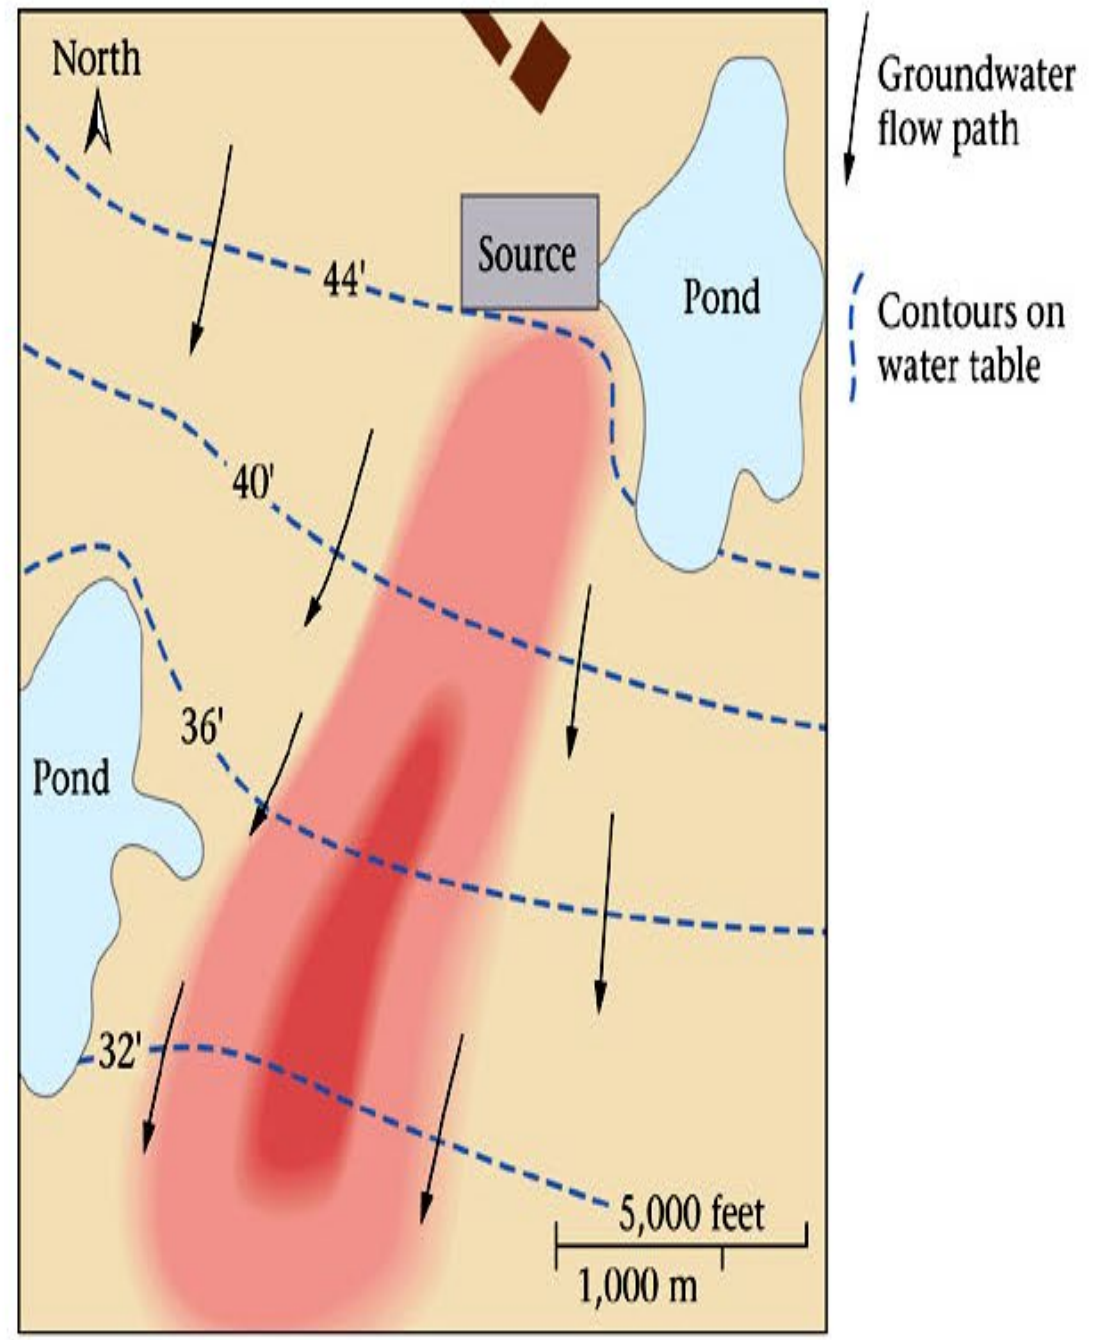 North
Groundwater
flow path
44'
Source
Pond
Contours on
water table
40'
36'
Pond
32'
5,000 feet
1,000 m